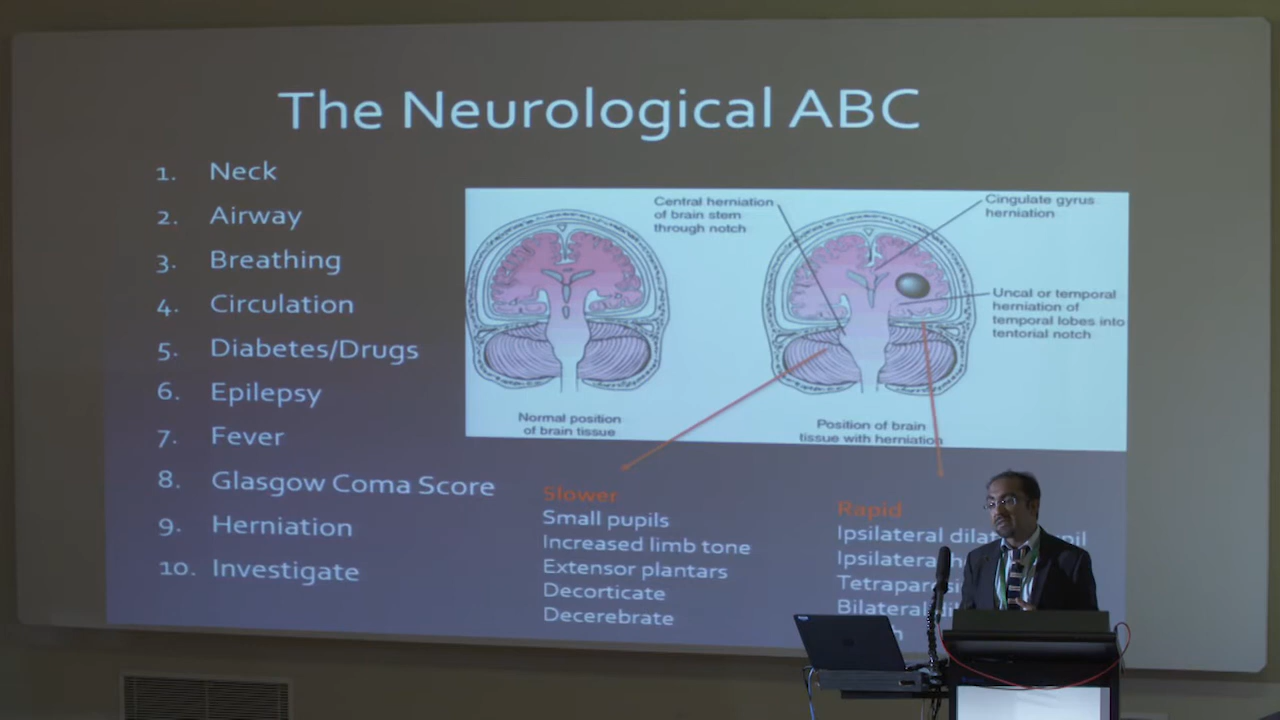 The Neurological ABC
1. Neck
2. Airway
3. Breathing
4. Circulation
5. Diabetes/Drugs
6. Epilepsy
7. Fever
8. Glasgow Coma Score
9. Herniation
10. Investigate
Central herniation
of brain stem
through notch
Cingulate gyrus
herniation
Uncal or temporal
herniation of
temporal lobes into
tentorial notch
Normal position
of brain tissue
Position of brain
tissue with herniation
Slower
Small pupils
Increased limb tone
Extensor plantars
Decorticate
Decerebrate
Rapid
Ipsilateral
Ipsilateral
Bilateral